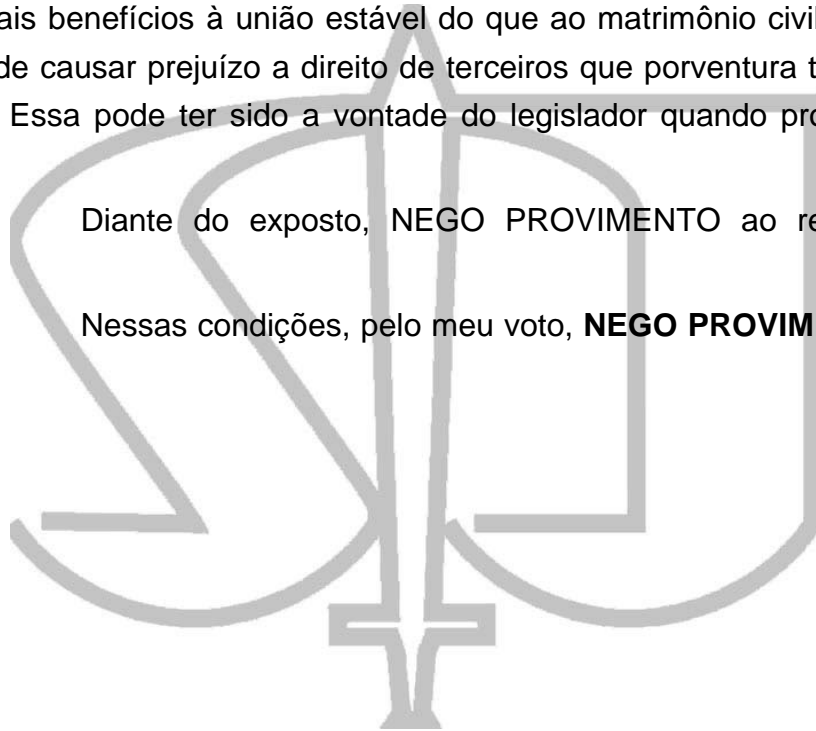 ais benefícios à união estável do que ao matrimônio civil
de causar prejuízo a direito de terceiros que porventura t
Essa pode ter sido a vontade do legislador quando pro
Diante do exposto, NEGO PROVIMENTO ao re
Nessas condições, pelo meu voto, NEGO PROVIM